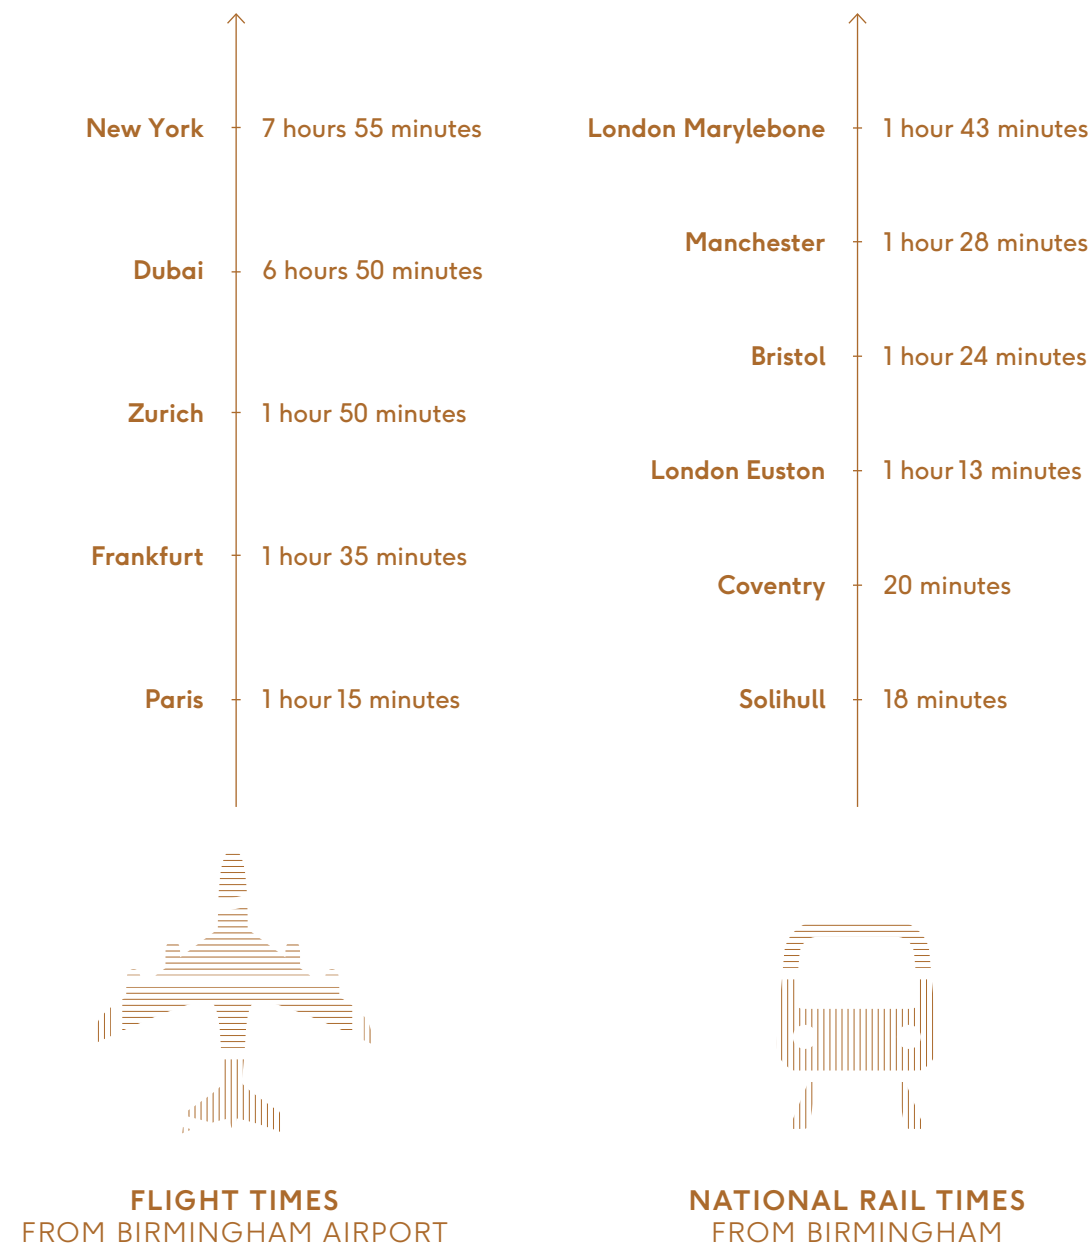 New York 7 hours 55 minutes
Dubai 6 hours 50 minutes
Zurich 1 hour 50 minutes
Frankfurt 1 hour 35 minutes
Paris 1 hour 15 minutes
FLIGHT TIMES
FROM BIRMINGHAM AIRPORT
London Marylebone 1 hour 43 minutes
Manchester 1 hour 28 minutes
Bristol 1 hour 24 minutes
London Euston 1 hour 13 minutes
Coventry 20 minutes
Solihull 18 minutes
NATIONAL RAIL TIMES
FROM BIRMINGHAM